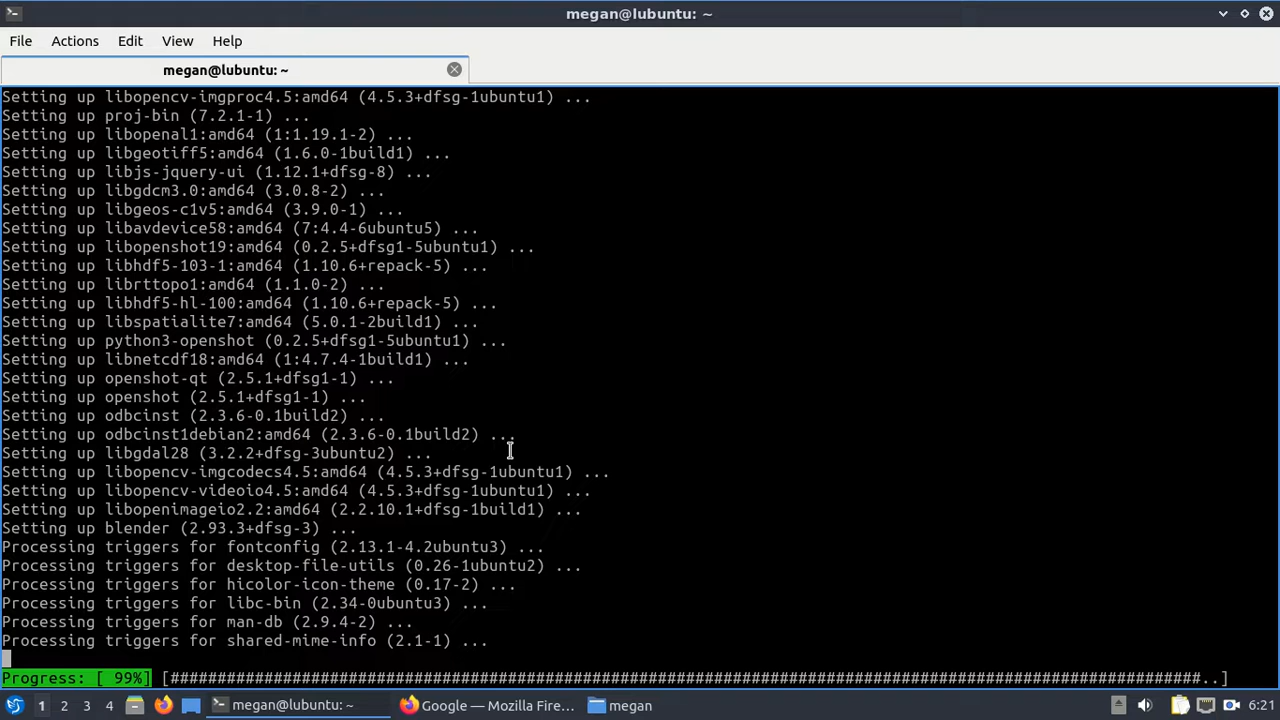 megan@lubuntu: ~
File Actions Edit View Help
megan@lubuntu: ~
Setting up libopencv-imgproc4.5:amd64 (4.5.3+dfsg-1ubuntu1) ...
Setting up proj-bin (7.2.1-1) ...
Setting up libopenal1:amd64 (1:1.19.1-2) ...
Setting up libgeotiff5:amd64 (1.6.0-1build1) ...
Setting up libjs-jquery-ui (1.12.1+dfsg-8) ...
Setting up libgdcm3.0:amd64 (3.0.8-2) ...
Setting up libgeos-c1v5:amd64 (3.9.0-1) ...
Setting up libavdevice58:amd64 (7:4.4-6ubuntu5) ...
Setting up libopenshot19:amd64 (0.2.5+dfsg1-5ubuntu1) ...
Setting up libhdf5-103-1:amd64 (1.10.6+repack-5) ...
Setting up librttopo1:amd64 (1.1.0-2) ...
Setting up libhdf5-hl-100:amd64 (1.10.6+repack-5) ...
Setting up libspatialite7:amd64 (5.0.1-2build1) ...
Setting up python3-openshot (0.2.5+dfsg1-5ubuntu1) ...
Setting up libnetcdf18:amd64 (1:4.7.4-1build1) ...
Setting up openshot-qt (2.5.1+dfsg1-1) ...
Setting up openshot (2.5.1+dfsg1-1) ...
Setting up odbcinst (2.3.6-0.1build2) ...
Setting up odbcinst1debian2:amd64 (2.3.6-0.1build2) ...
Setting up libgdal28 (3.2.2+dfsg-3ubuntu2) ...
Setting up libopencv-imgcodecs4.5:amd64 (4.5.3+dfsg-1ubuntu1) ...
Setting up libopencv-videoio4.5:amd64 (4.5.3+dfsg-1ubuntu1) ...
Setting up libopenimageio2.2:amd64 (2.2.10.1+dfsg-1build1) ...
Setting up blender (2.93.3+dfsg-3) ...
Processing triggers for fontconfig (2.13.1-4.2ubuntu3) ...
Processing triggers for desktop-file-utils (0.26-1ubuntu2) ...
Processing triggers for hicolor-icon-theme (0.17-2) ...
Processing triggers for libc-bin (2.34-0ubuntu3) ...
Processing triggers for man-db (2.9.4-2) ...
Processing triggers for shared-mime-info (2.1-1) ...
Progress: [ 99%] [##############################################################################################################..]
1 2 3 4 megan@lubuntu: ~ Google — Mozilla Fire... megan 6:21